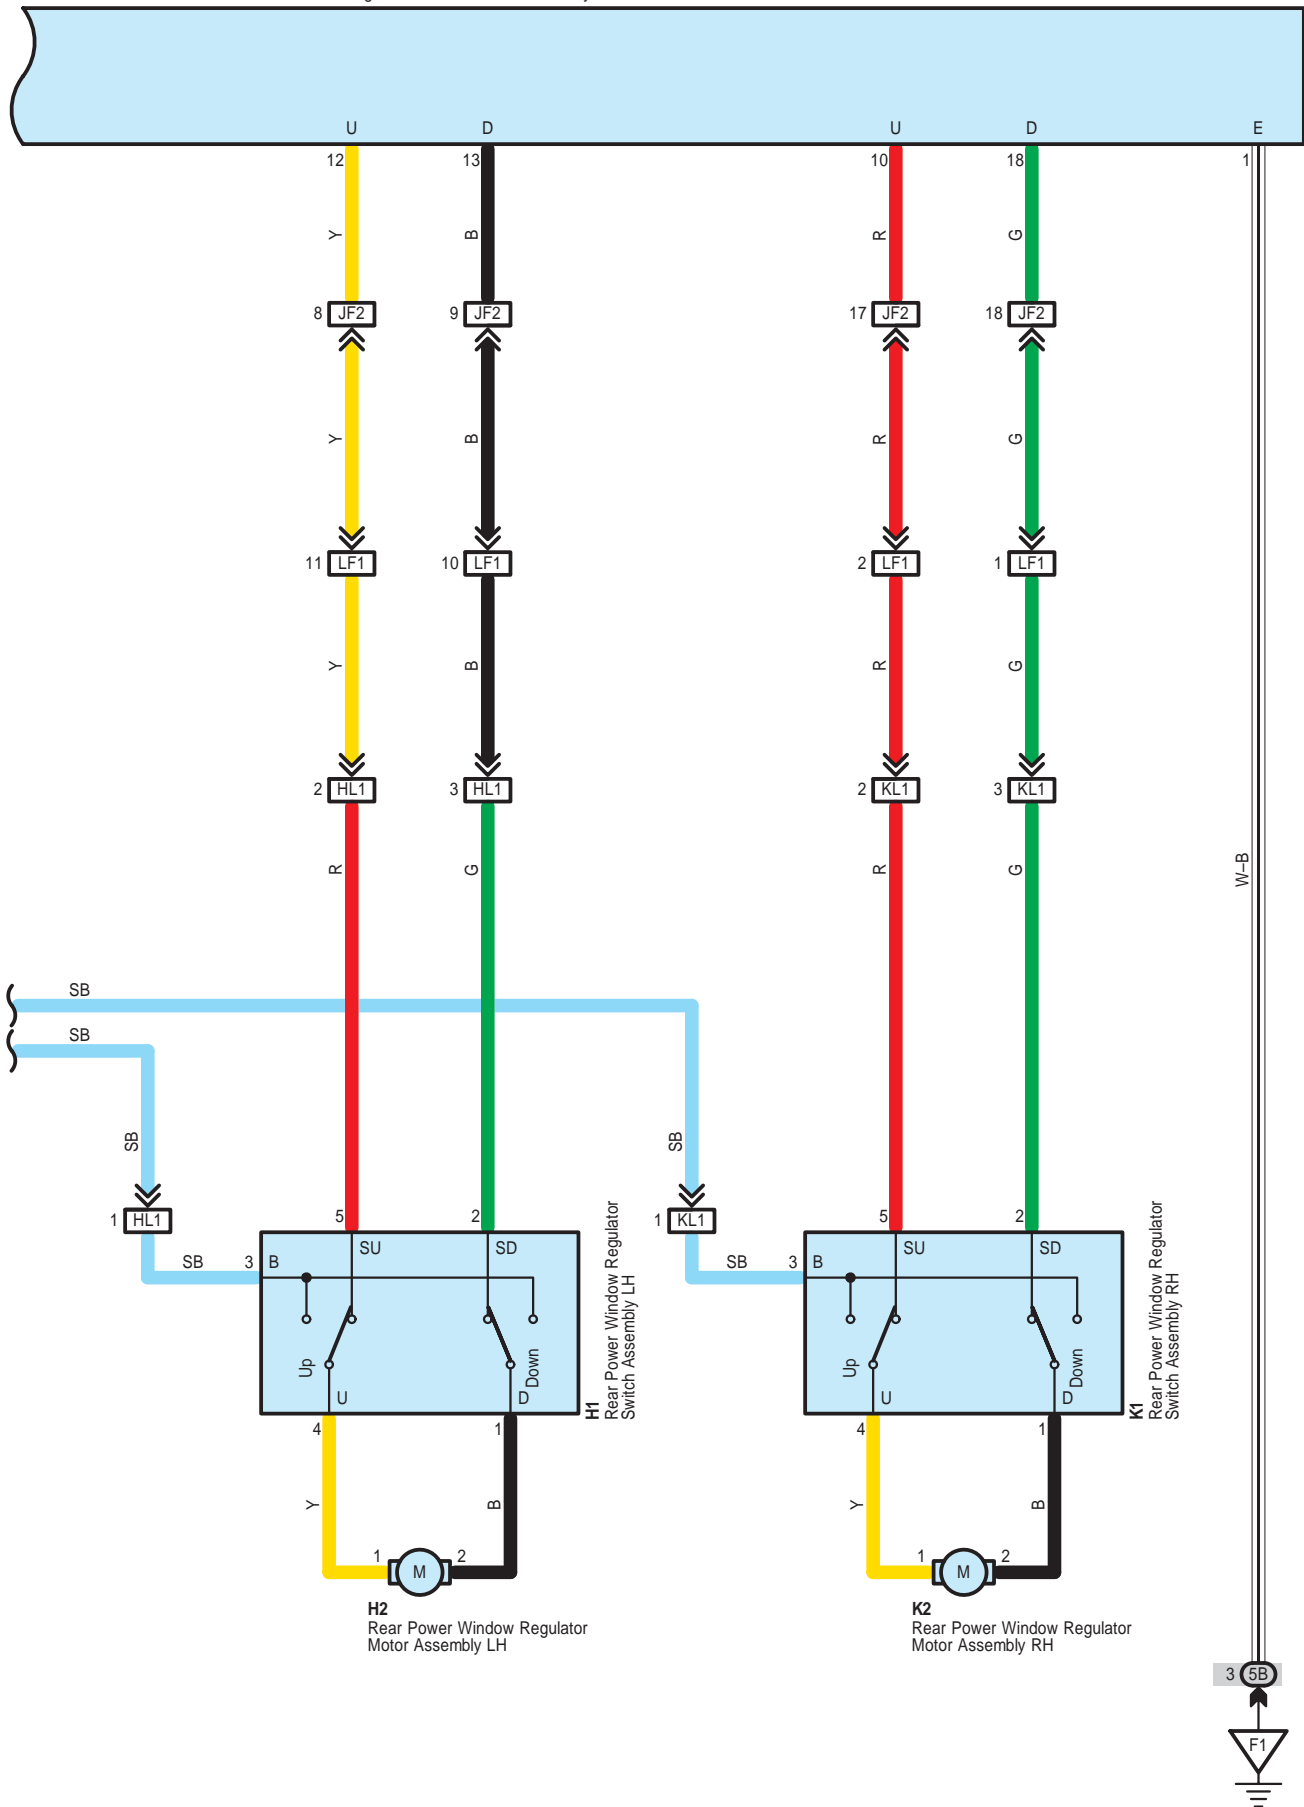 U D U D E
12 13 10 18 1
Y B R G
8 JF2 9 JF2 17 JF2 18 JF2
Y B R G
11 LF1 10 LF1 2 LF1 1 LF1
Y B R G
2 HL1 3 HL1 2 KL1 3 KL1
R G R G W–B
SB
SB
SB SB
1 HL1 5 2 1 KL1 5 2
SU SD SU SD
SB 3 B SB 3 B
Up Down Up Down
U D U D
H1
Rear Power Window Regulator
Switch Assembly LH
K1
Rear Power Window Regulator
Switch Assembly RH
4 1 4 1
Y B Y B
1 M 2 1 M 2
H2
Rear Power Window Regulator
Motor Assembly LH
K2
Rear Power Window Regulator
Motor Assembly RH
3 5B
F1